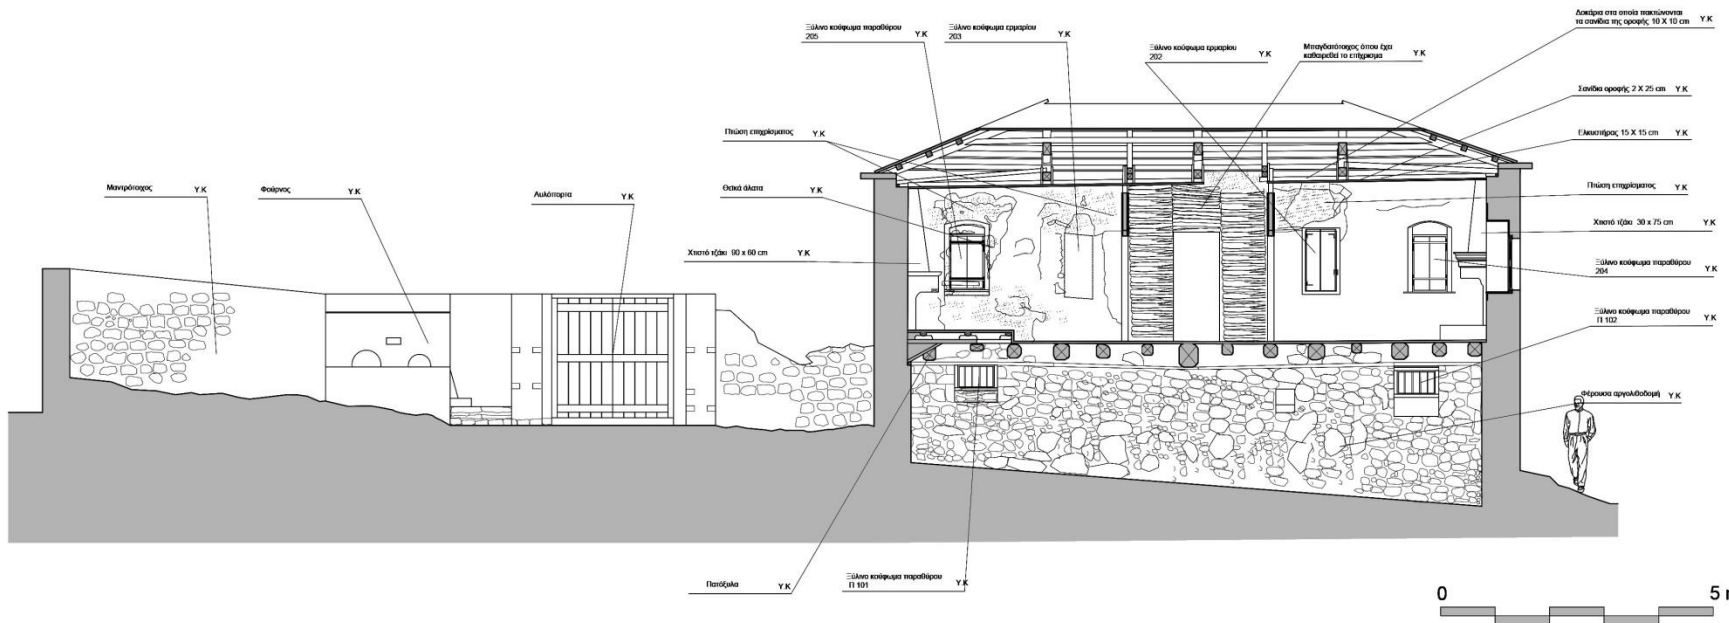 Ξύλινο κούφωμα παραθύρου
205 Υ.Κ
Ξύλινο κούφωμα ερμαρίου
203 Υ.Κ
Ξύλινο κούφωμα ερμαρίου
202 Υ.Κ
Μπαγδατότοιχος όπου έχει
καθαιρεθεί το επίχρισμα Υ.Κ
Δοκάρια στα οποία πακτώνονται
τα σανίδια της οροφής 10 Χ 10 cm Υ.Κ
Σανίδια οροφής 2 Χ 25 cm Υ.Κ
Ελκυστήρας 15 Χ 15 cm Υ.Κ
Πτώση επιχρίσματος Υ.Κ
Μαντρότοιχος Υ.Κ
Φούρνος Υ.Κ
Αυλόπορτα Υ.Κ
Θειικά άλατα Υ.Κ
Πτώση επιχρίσματος Υ.Κ
Χτιστό τζάκι 30 x 75 cm Υ.Κ
Χτιστό τζάκι 90 x 60 cm Υ.Κ
Ξύλινο κούφωμα παραθύρου
204 Υ.Κ
Ξύλινο κούφωμα παραθύρου
Π 102 Υ.Κ
Φέρουσα αργολιθοδομή Υ.Κ
Πατόξυλα Υ.Κ
Ξύλινο κούφωμα παραθύρου
Π 101 Υ.Κ
0 5